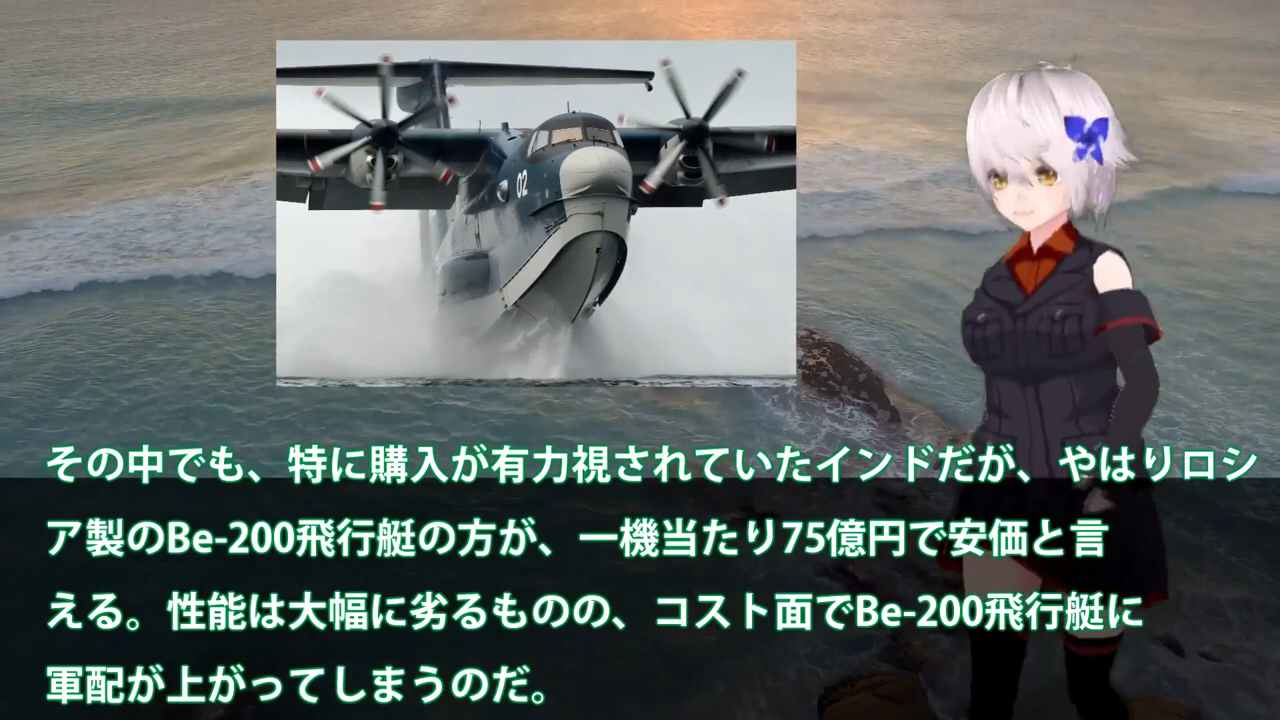 02
その中でも、特に購入が有力視されていたインドだが、やはりロシ
ア製のBe-200飛行艇の方が、一機当たり75億円で安価と言
える。性能は大幅に劣るものの、コスト面でBe-200飛行艇に
軍配が上がってしまうのだ。